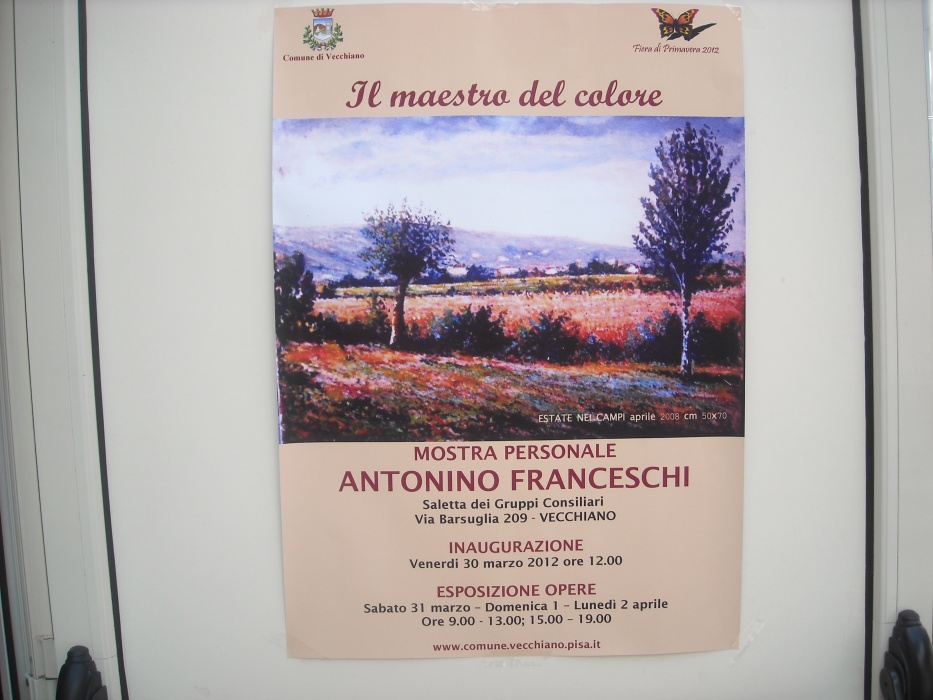 Comune di Vecchiano
Fiera di Primavera 2012
Il maestro del colore
ESTATE NEI CAMPI aprile 2008 cm 50x70
MOSTRA PERSONALE
ANTONINO FRANCESCHI
Saletta dei Gruppi Consiliari
Via Barsuglia 209 - VECCHIANO
INAUGURAZIONE
Venerdi 30 marzo 2012 ore 12.00
ESPOSIZIONE OPERE
Sabato 31 marzo - Domenica 1 - Lunedì 2 aprile
Ore 9.00 - 13.00; 15.00 - 19.00
www.comune.vecchiano.pisa.it